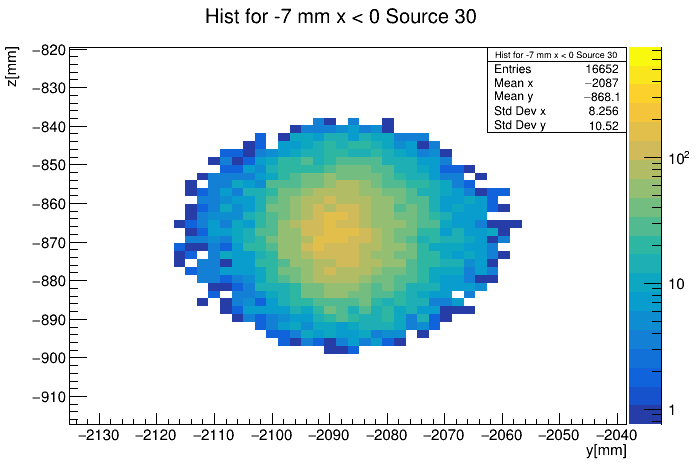 Hist for -7 mm x < 0 Source 30
z[mm]
−820
−830
−840
−850
−860
−870
−880
−890
−900
−910
Hist for -7 mm x < 0 Source 30
Entries 16652
Mean x −2087
Mean y −868.1
Std Dev x 8.256
Std Dev y 10.52
10²
10
1
−2130 −2120 −2110 −2100 −2090 −2080 −2070 −2060 −2050 −2040
y[mm]